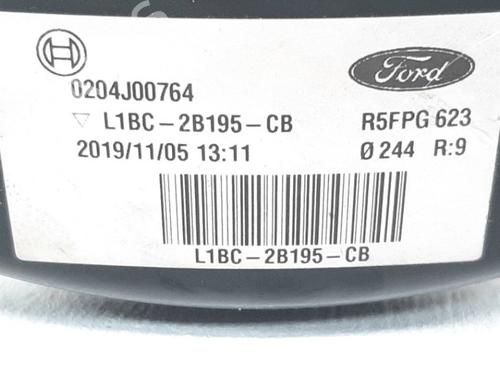 Ford
0204J00764
▽ L1BC-2B195-CB R5FPG 623
2019/11/05 13:11 Ø 244 R:9
L1BC-2B195-CB